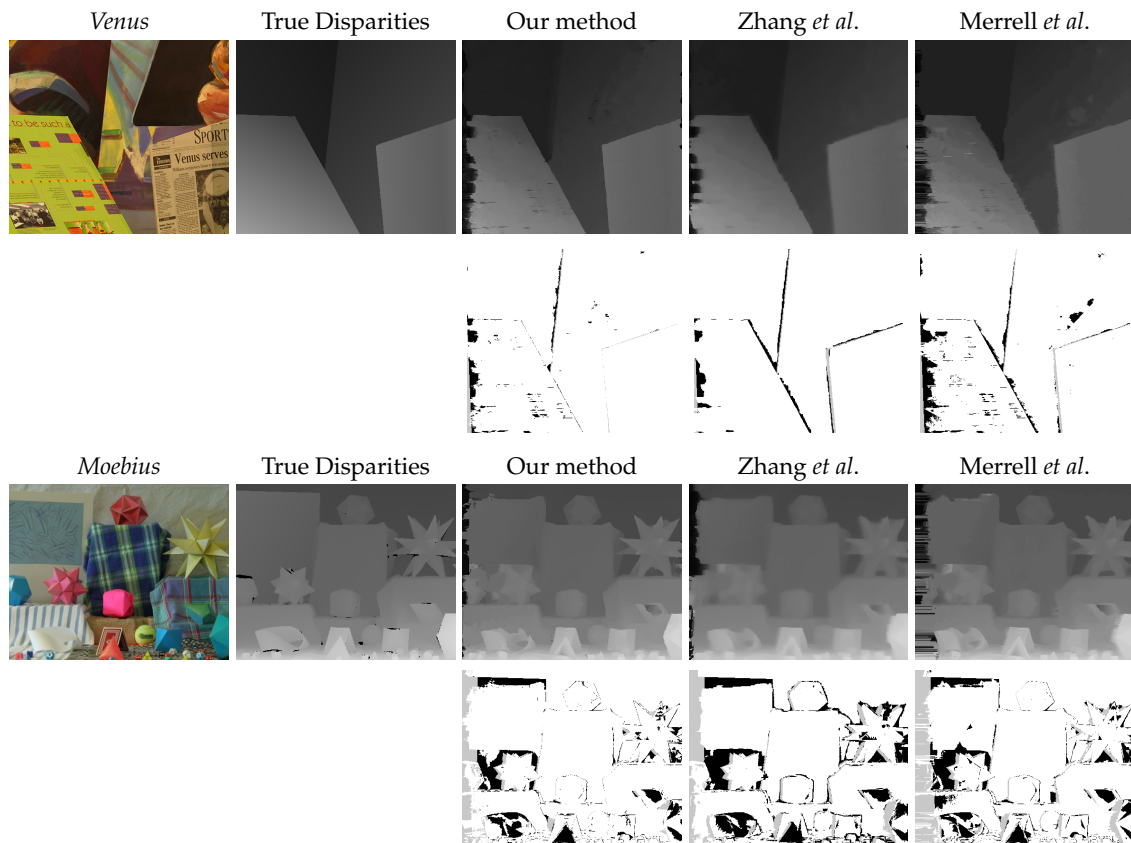 Venus True Disparities Our method Zhang et al. Merrell et al.
to be such a
SPORT
Venus serves
Moebius True Disparities Our method Zhang et al. Merrell et al.